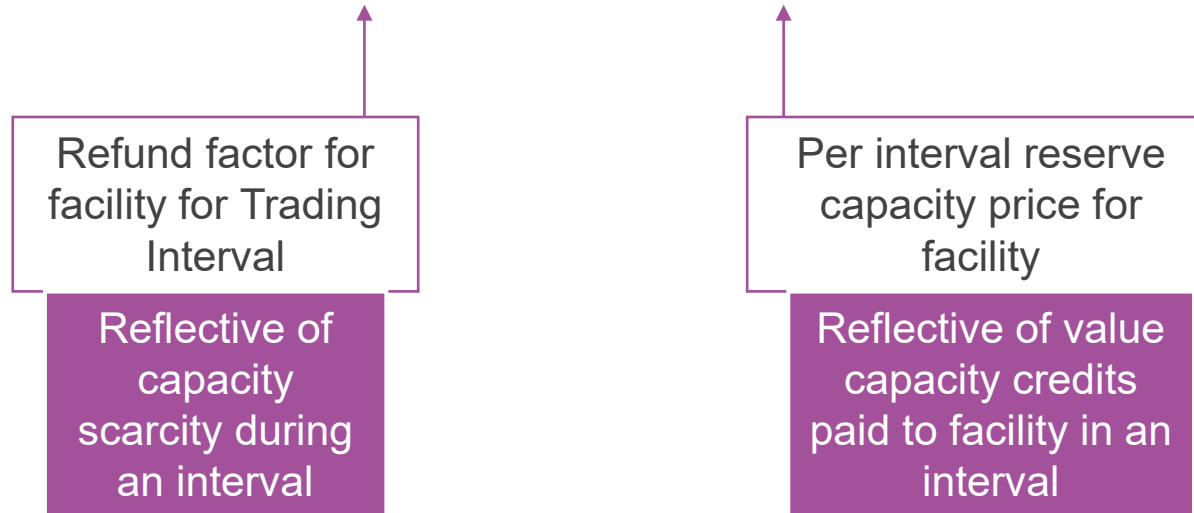 Refund factor for
facility for Trading
Interval
Reflective of
capacity
scarcity during
an interval
Per interval reserve
capacity price for
facility
Reflective of value
capacity credits
paid to facility in an
interval